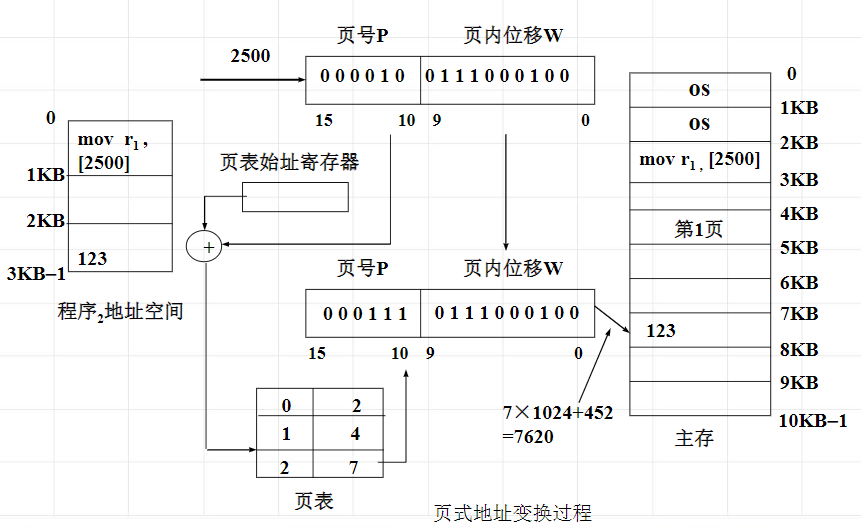 页号P 页内位移W
2500
0 0 0 0 1 0 0 1 1 1 0 0 0 1 0 0
15 10 9 0
0
mov r1 ,
[2500]
1KB
2KB
123
3KB−1
程序2地址空间
页表始址寄存器
+
页号P 页内位移W
0 0 0 1 1 1 0 1 1 1 0 0 0 1 0 0
15 10 9 0
0 2
1 4
2 7
页表
7×1024+452
=7620
0
os
1KB
os
2KB
mov r1 , [2500]
3KB
4KB
第1页
5KB
6KB
7KB
123
8KB
9KB
10KB−1
主存
页式地址变换过程